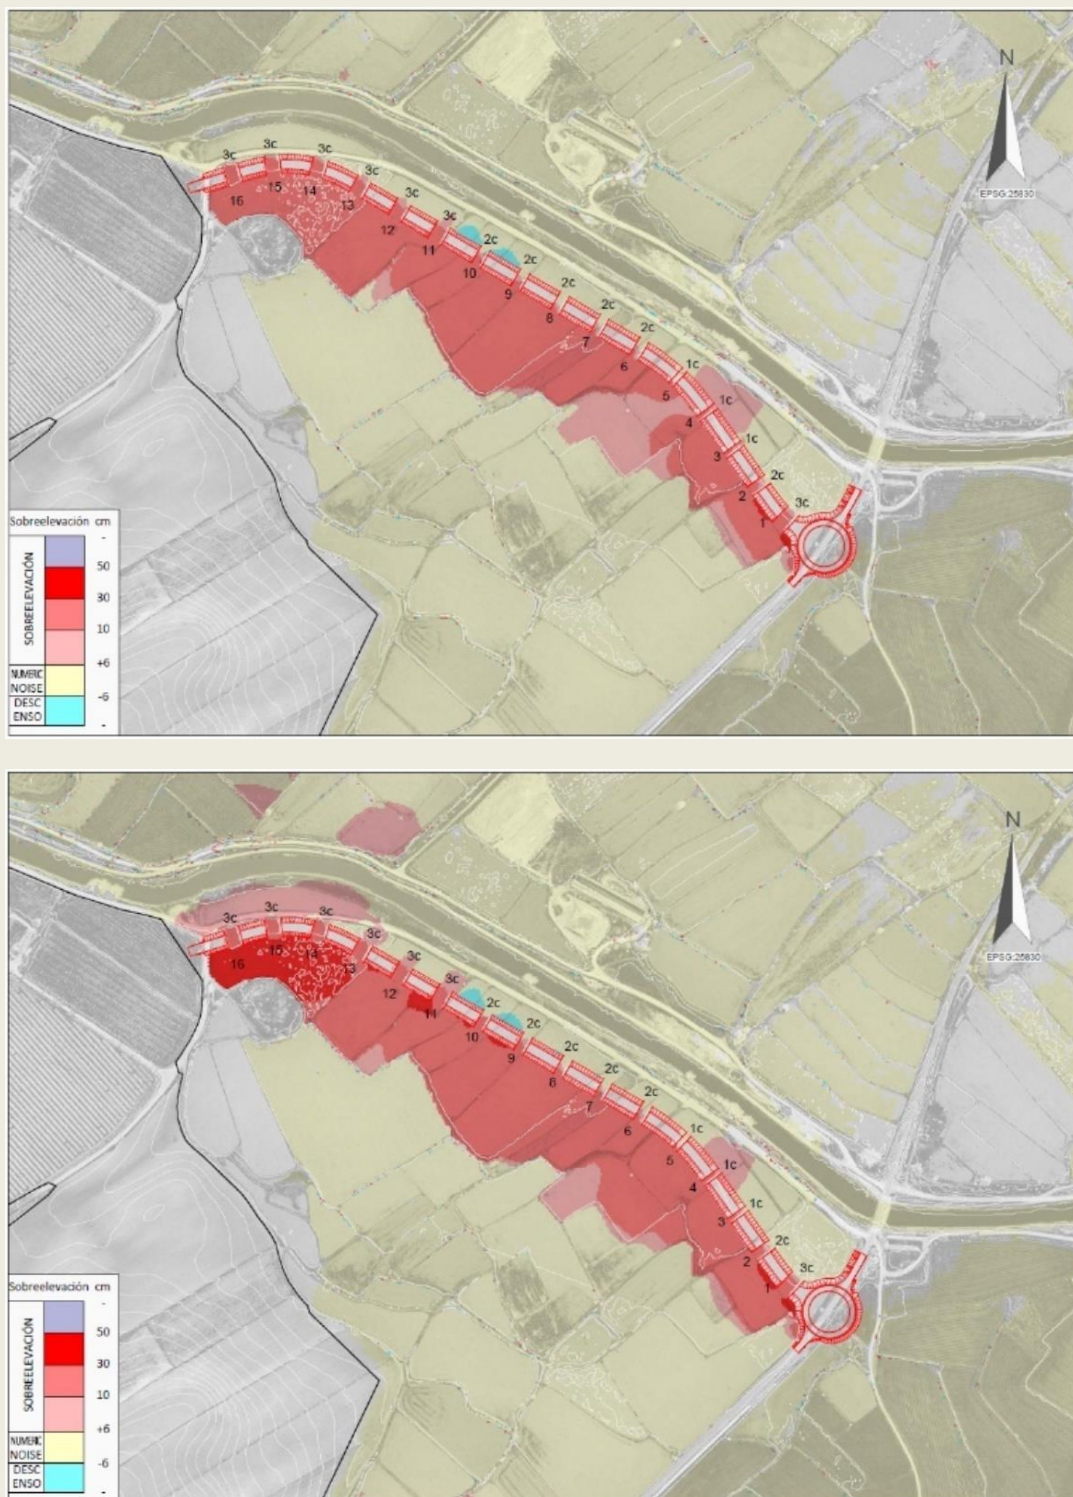 N
EPSG:25830
3c
3c
3c
3c
3c
3c
2c
2c
2c
2c
2c
1c
1c
1c
2c
3c
16
15
14
13
12
11
10
9
8
7
6
5
4
3
2
1
Sobreelevación cm
SOBREELEVACIÓN
-
50
30
10
+6
NUMERIC
NOISE
-6
DESC
ENSO
-
N
EPSG:25830
3c
3c
3c
3c
3c
3c
2c
2c
2c
2c
2c
1c
1c
1c
2c
3c
16
15
14
13
12
11
10
9
8
7
6
5
4
3
2
1
Sobreelevación cm
SOBREELEVACIÓN
-
50
30
10
+6
NUMERIC
NOISE
-6
DESC
ENSO
-